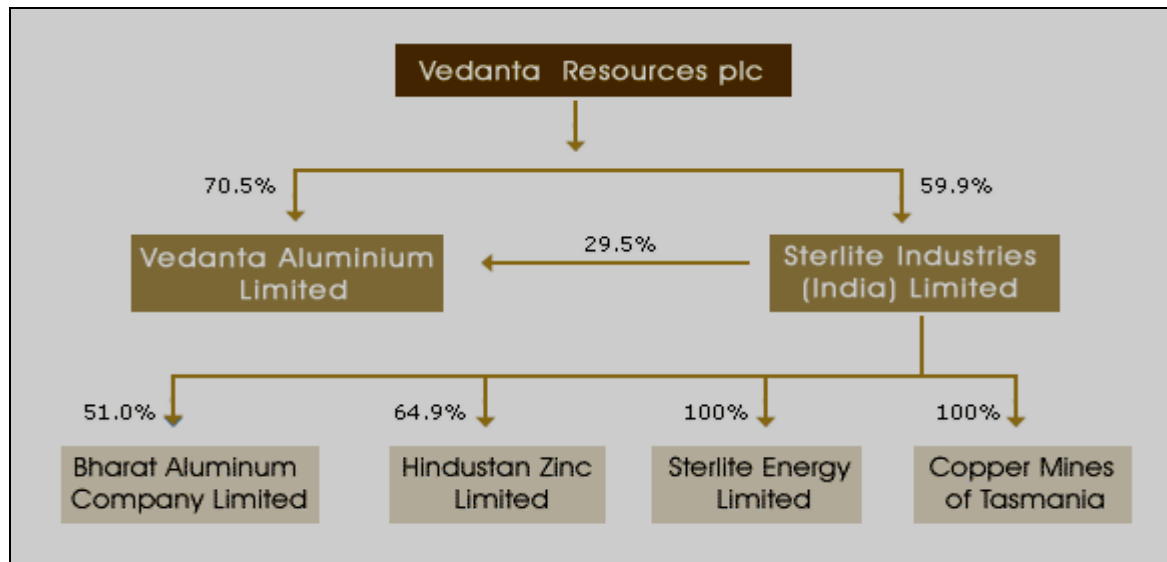 Vedanta Resources plc
70.5%
59.9%
Vedanta Aluminium
Limited
29.5%
Sterlite Industries
(India) Limited
51.0%
64.9%
100%
100%
Bharat Aluminum
Company Limited
Hindustan Zinc
Limited
Sterlite Energy
Limited
Copper Mines
of Tasmania